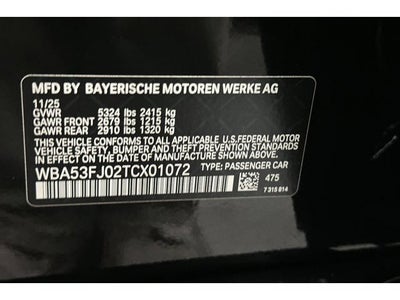 MFD BY BAYERISCHE MOTOREN WERKE AG
11/25
GVWR 5324 lbs 2415 kg
GAWR FRONT 2679 lbs 1215 kg
GAWR REAR 2910 lbs 1320 kg
THIS VEHICLE CONFORMS TO ALL APPLICABLE U.S.FEDERAL MOTOR
VEHICLE SAFETY, BUMPER,AND THEFT PREVENTION STANDARDS
IN EFFECT ON THE DATE OF MANUFACTURE SHOWN ABOVE.
WBA53FJ02TCX01072 TYPE: PASSENGER CAR
475
7 315 814